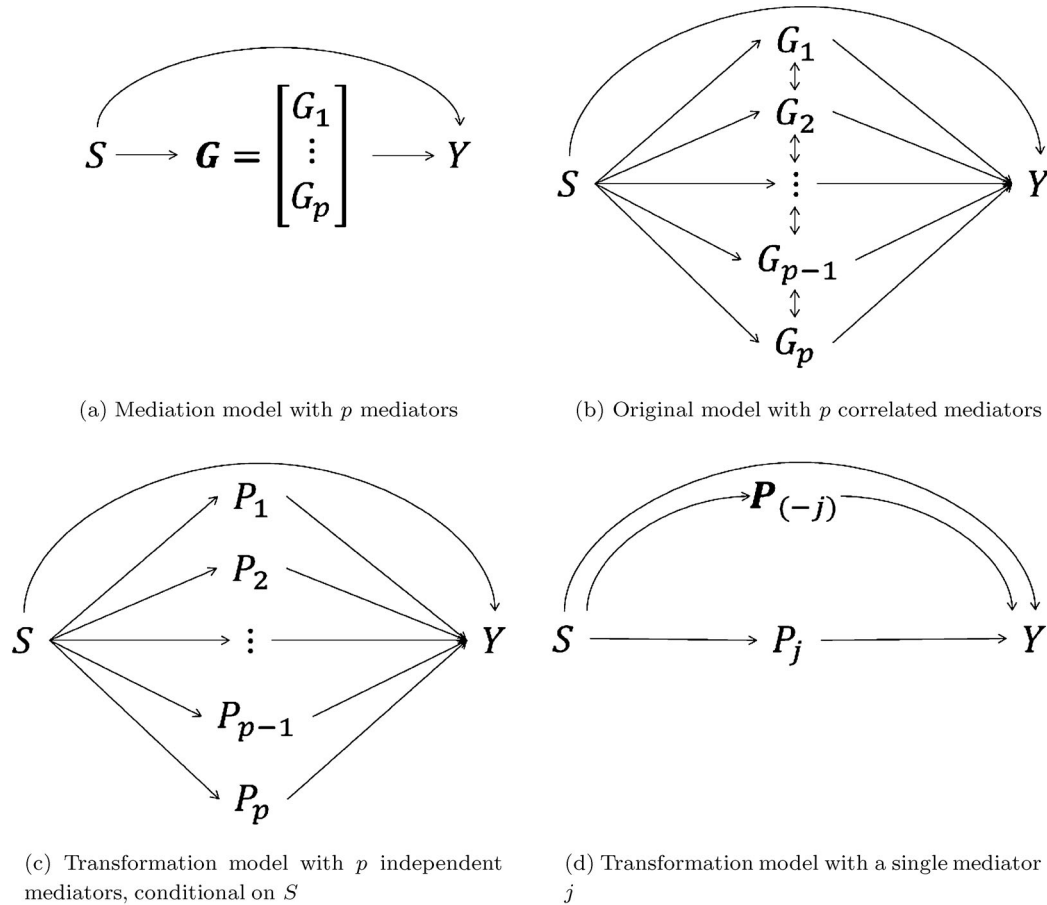 S G = [G1 ⋮ Gp] Y
(a) Mediation model with p mediators
G1
G2
S ⋮ Y
Gp−1
Gp
(b) Original model with p correlated mediators
P1
P2
S ⋮ Y
Pp−1
Pp
(c) Transformation model with p independent
mediators, conditional on S
P(−j)
S Pj Y
(d) Transformation model with a single mediator
j